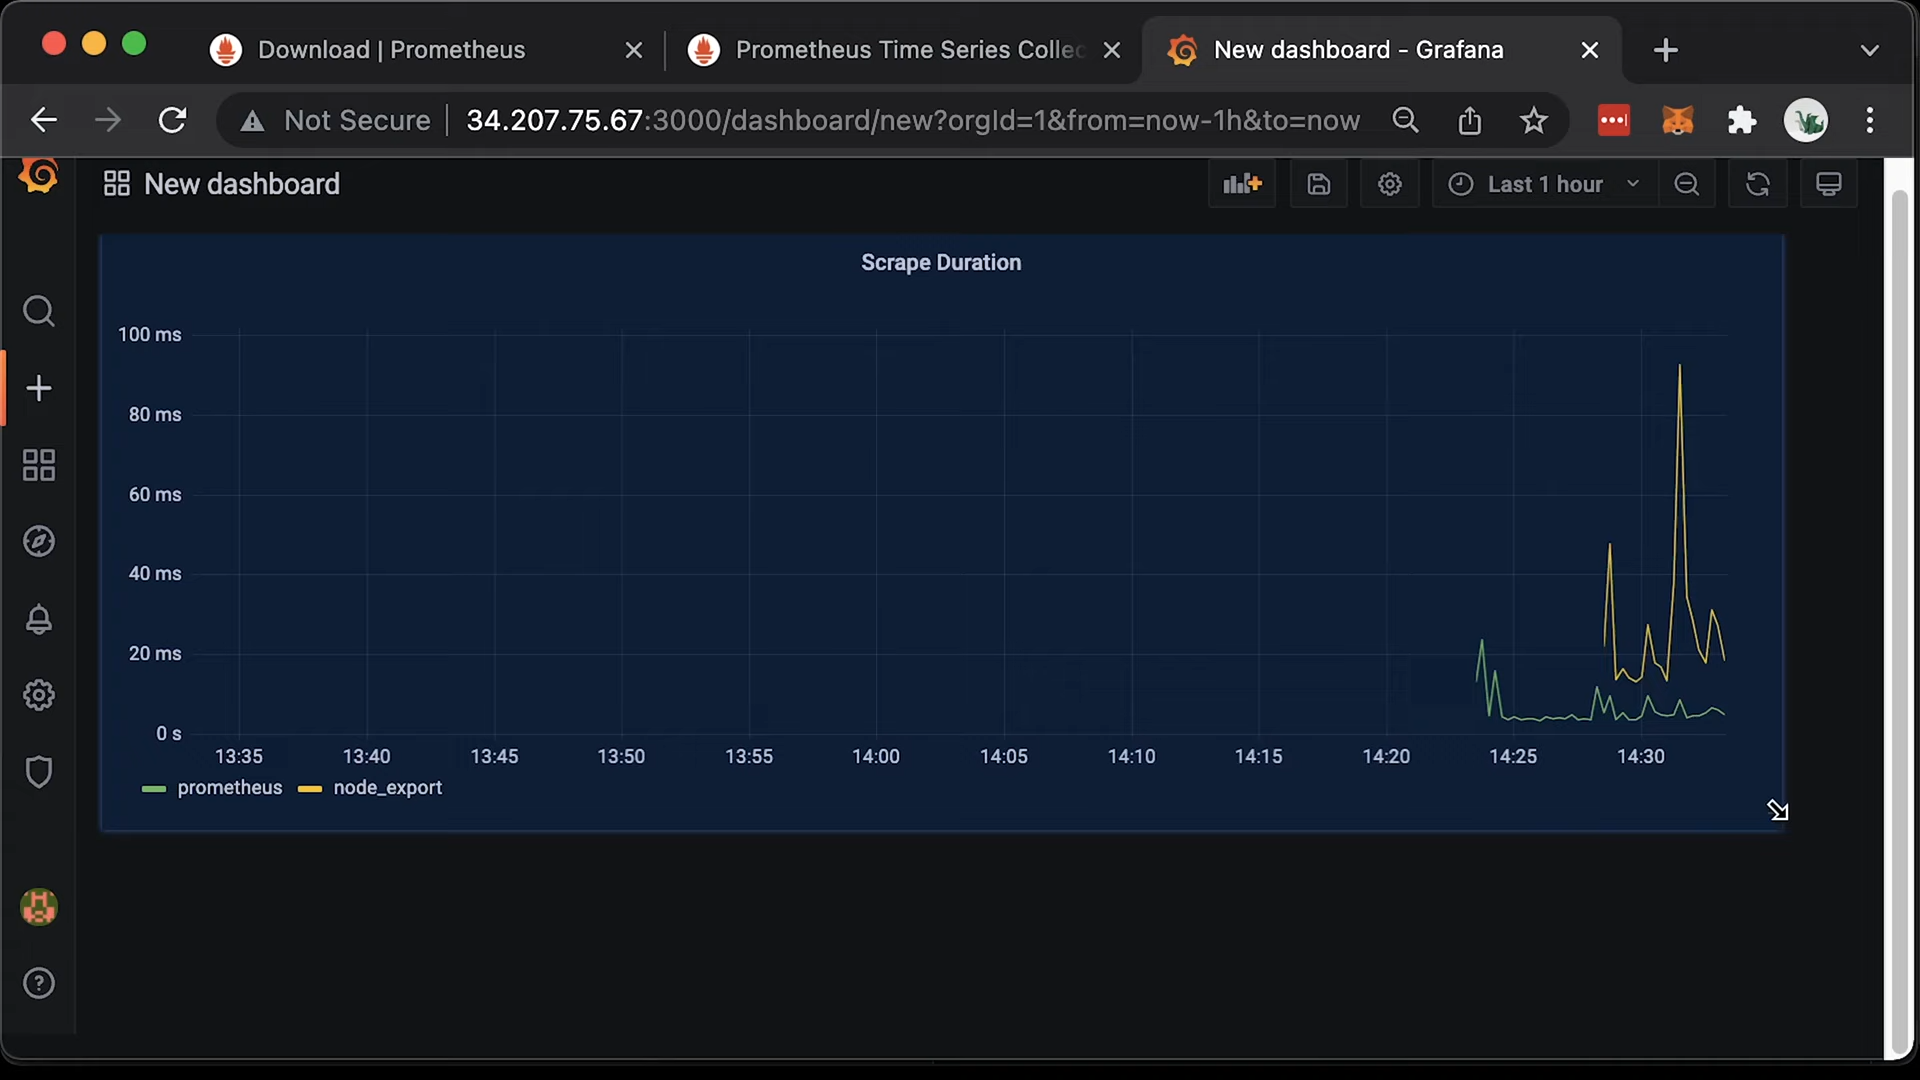 Download | Prometheus
Prometheus Time Series Collec
New dashboard - Grafana
Not Secure
34.207.75.67:3000/dashboard/new?orgId=1&from=now-1h&to=now
New dashboard
Last 1 hour
Scrape Duration
100 ms
80 ms
60 ms
40 ms
20 ms
0 s
13:35 13:40 13:45 13:50 13:55 14:00 14:05 14:10 14:15 14:20 14:25 14:30
prometheus node_export